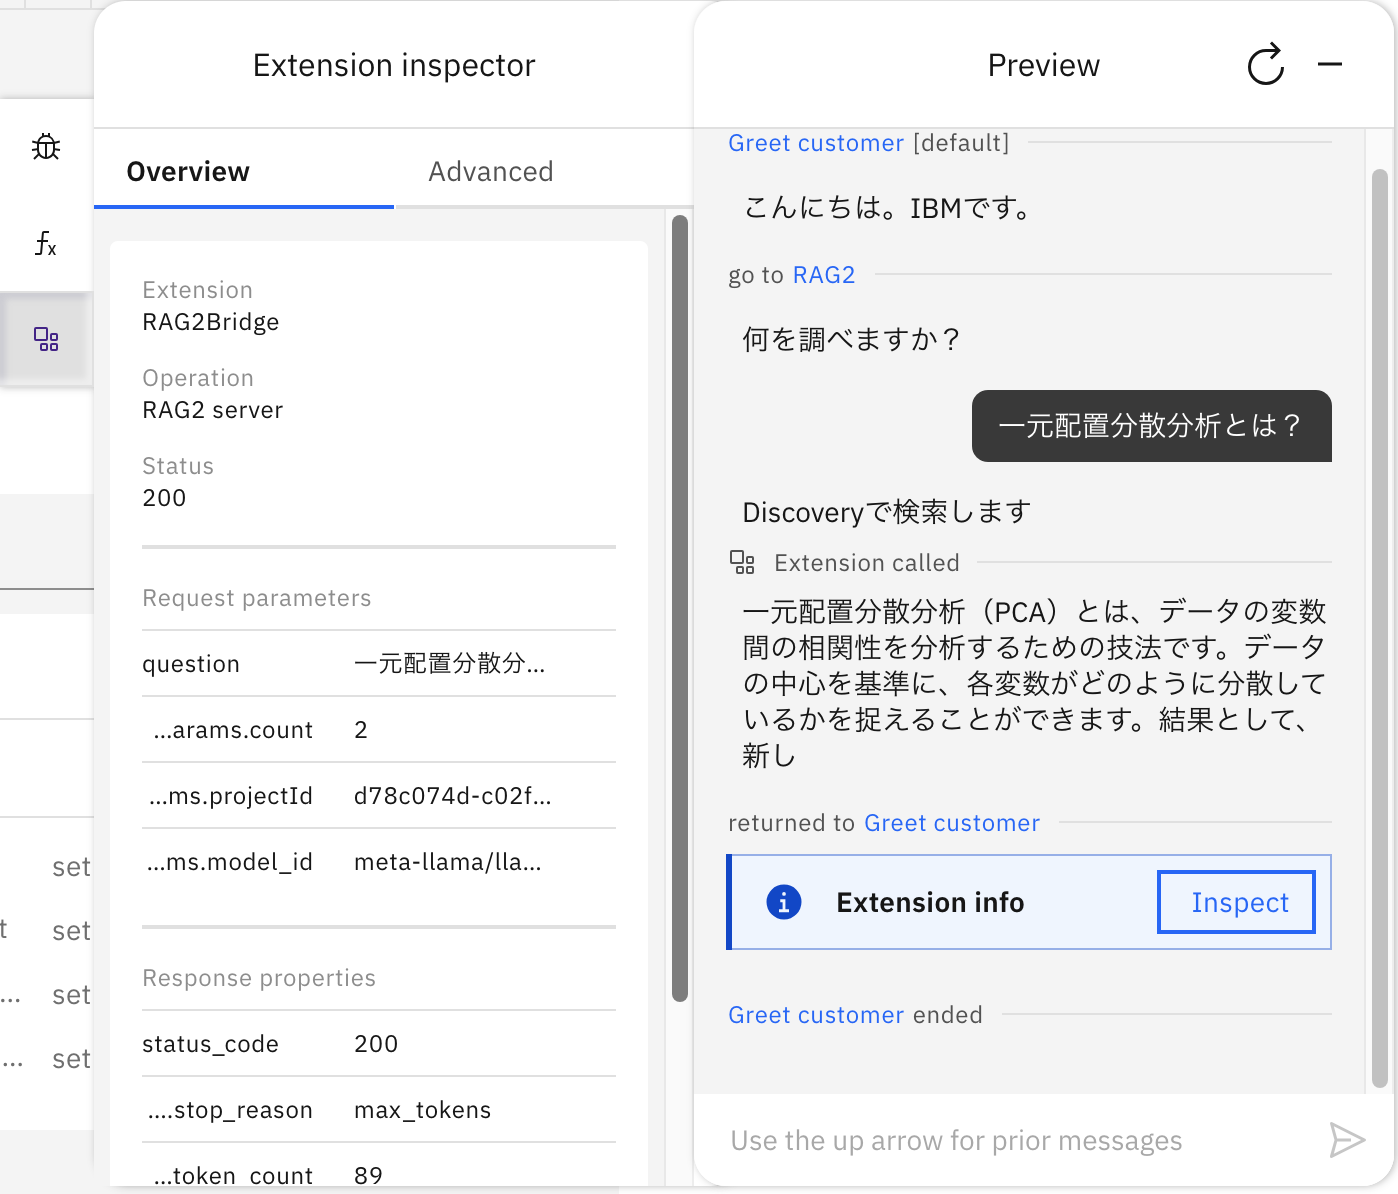 Extension inspector
Overview
Advanced
Extension
RAG2Bridge
Operation
RAG2 server
Status
200
Request parameters
question 一元配置分散分...
...arams.count 2
...ms.projectId d78c074d-c02f...
...ms.model_id meta-llama/lla...
Response properties
status_code 200
....stop_reason max_tokens
...token_count 89
fx
set
t set
... set
... set
Preview
Greet customer [default]
こんにちは。IBMです。
go to RAG2
何を調べますか？
一元配置分散分析とは？
Discoveryで検索します
Extension called
一元配置分散分析（PCA）とは、データの変数
間の相関性を分析するための技法です。データ
の中心を基準に、各変数がどのように分散して
いるかを捉えることができます。結果として、
新し
returned to Greet customer
Extension info
Inspect
Greet customer ended
Use the up arrow for prior messages